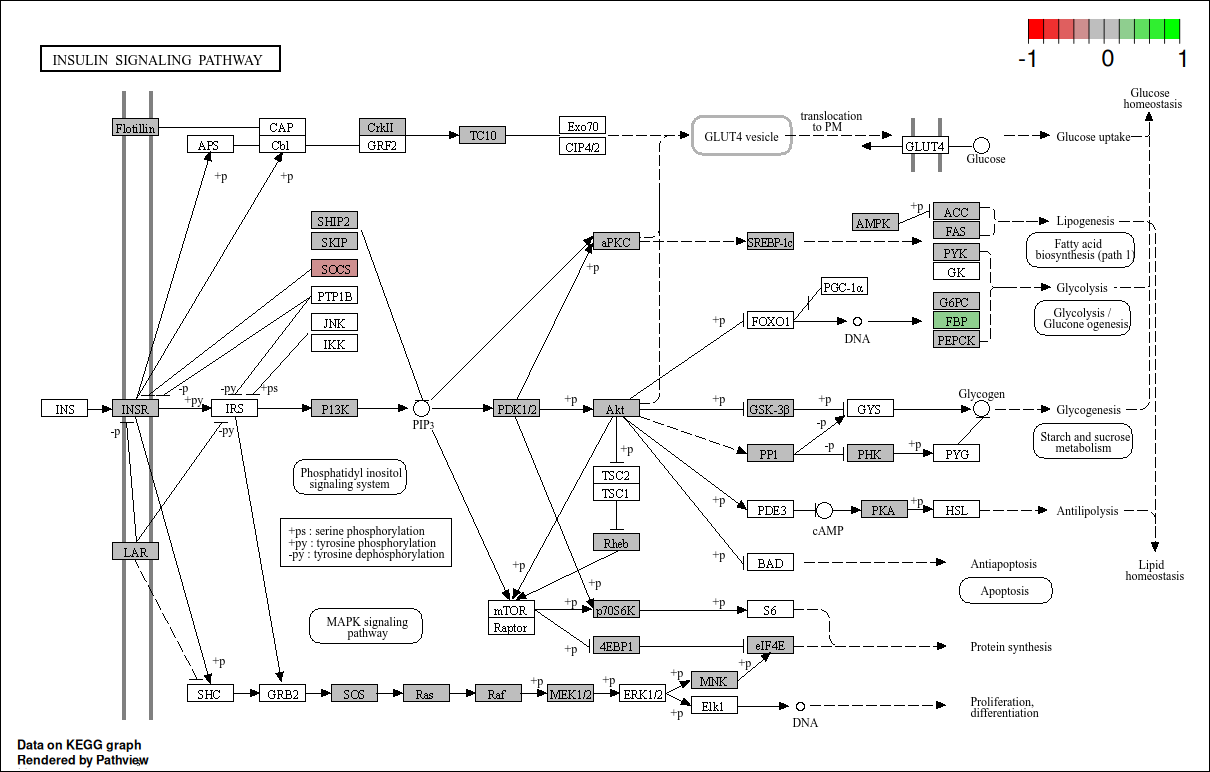 -1 0 1
INSULIN SIGNALING PATHWAY
Glucose
homeostasis
Flotillin
CAP
Cbl
APS
CrkII
GRF2
TC10
Exo70
CIP4/2
GLUT4 vesicle
translocation
to PM
GLUT4
Glucose
Glucose uptake
+p
+p
SHIP2
SKIP
SOCS
PTP1B
JNK
IKK
aPKC
+p
SREBP-1c
AMPK
+p
ACC
FAS
PYK
GK
G6PC
FBP
PEPCK
Lipogenesis
Fatty acid
biosynthesis (path 1)
Glycolysis
Glycolysis /
Glucone ogenesis
PGC-1α
FOXO1
+p
DNA
INS
INSR
-p
+py
-py
+ps
IRS
-p
-py
P13K
PIP3
PDK1/2
+p
Akt
+p
GSK-3β
+p
GYS
Glycogen
Glycogenesis
-p
PP1
-p
PHK
+p
PYG
Starch and sucrose
metabolism
Phosphatidyl inositol
signaling system
+p
TSC2
TSC1
+p
PDE3
cAMP
PKA
+p
HSL
Antilipolysis
+ps : serine phosphorylation
+py : tyrosine phosphorylation
-py : tyrosine dephosphorylation
LAR
Rheb
+p
+p
BAD
Antiapoptosis
Apoptosis
Lipid
homeostasis
+p
mTOR
Raptor
+p
+p
p70S6K
4EBP1
+p
S6
eIF4E
Protein synthesis
MAPK signaling
pathway
+p
SHC
GRB2
SOS
Ras
Raf
+p
MEK1/2
+p
ERK1/2
+p
+p
MNK
+p
Elk1
DNA
Proliferation,
differentiation
Data on KEGG graph
Rendered by Pathview